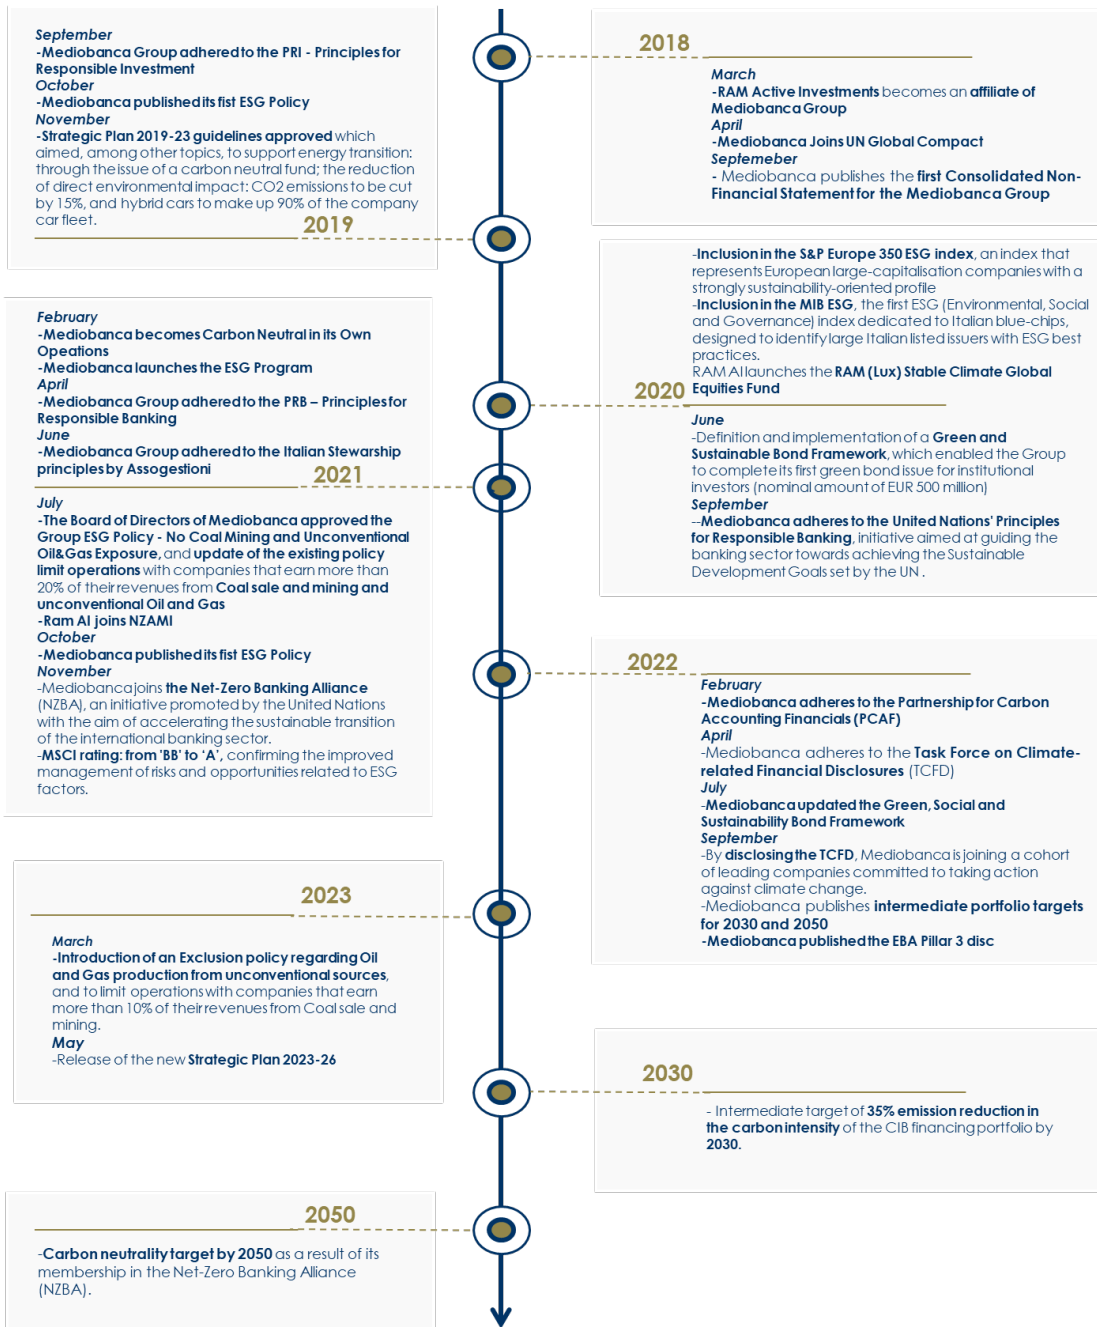 2018
March
-RAM Active Investments becomes an affiliate of
Mediobanca Group
April
-Mediobanca Joins UN Global Compact
Septemeber
- Mediobanca publishes the first Consolidated Non-
Financial Statement for the Mediobanca Group
September
-Mediobanca Group adhered to the PRI - Principles for
Responsible Investment
October
-Mediobanca published its fist ESG Policy
November
-Strategic Plan 2019-23 guidelines approved which
aimed, among other topics, to support energy transition:
through the issue of a carbon neutral fund; the reduction
of direct environmental impact: CO2 emissions to be cut
by 15%, and hybrid cars to make up 90% of the company
car fleet.
2019
-Inclusion in the S&P Europe 350 ESG index, an index that
represents European large-capitalisation companies with a
strongly sustainability-oriented profile
-Inclusion in the MIB ESG, the first ESG (Environmental, Social
and Governance) index dedicated to Italian blue-chips,
designed to identify large Italian listed issuers with ESG best
practices.
RAM AI launches the RAM (Lux) Stable Climate Global
Equities Fund
2020
June
-Definition and implementation of a Green and
Sustainable Bond Framework, which enabled the Group
to complete its first green bond issue for institutional
investors (nominal amount of EUR 500 million)
September
--Mediobanca adheres to the United Nations' Principles
for Responsible Banking, initiative aimed at guiding the
banking sector towards achieving the Sustainable
Development Goals set by the UN .
February
-Mediobanca becomes Carbon Neutral in its Own
Opeations
-Mediobanca launches the ESG Program
April
-Mediobanca Group adhered to the PRB – Principles for
Responsible Banking
June
-Mediobanca Group adhered to the Italian Stewarship
principles by Assogestioni
2021
July
-The Board of Directors of Mediobanca approved the
Group ESG Policy - No Coal Mining and Unconventional
Oil&Gas Exposure, and update of the existing policy
limit operations with companies that earn more than
20% of their revenues from Coal sale and mining and
unconventional Oil and Gas
-Ram AI joins NZAMI
October
-Mediobanca published its fist ESG Policy
November
-Mediobanca joins the Net-Zero Banking Alliance
(NZBA), an initiative promoted by the United Nations
with the aim of accelerating the sustainable transition
of the international banking sector.
-MSCI rating: from 'BB' to ‘A’, confirming the improved
management of risks and opportunities related to ESG
factors.
2022
February
-Mediobanca adheres to the Partnership for Carbon
Accounting Financials (PCAF)
April
-Mediobanca adheres to the Task Force on Climate-
related Financial Disclosures (TCFD)
July
-Mediobanca updated the Green, Social and
Sustainability Bond Framework
September
-By disclosing the TCFD, Mediobanca is joining a cohort
of leading companies committed to taking action
against climate change.
-Mediobanca publishes intermediate portfolio targets
for 2030 and 2050
-Mediobanca published the EBA Pillar 3 disc
2023
March
-Introduction of an Exclusion policy regarding Oil
and Gas production from unconventional sources,
and to limit operations with companies that earn
more than 10% of their revenues from Coal sale and
mining.
May
-Release of the new Strategic Plan 2023-26
2030
- Intermediate target of 35% emission reduction in
the carbon intensity of the CIB financing portfolio by
2030.
2050
-Carbon neutrality target by 2050 as a result of its
membership in the Net-Zero Banking Alliance
(NZBA).